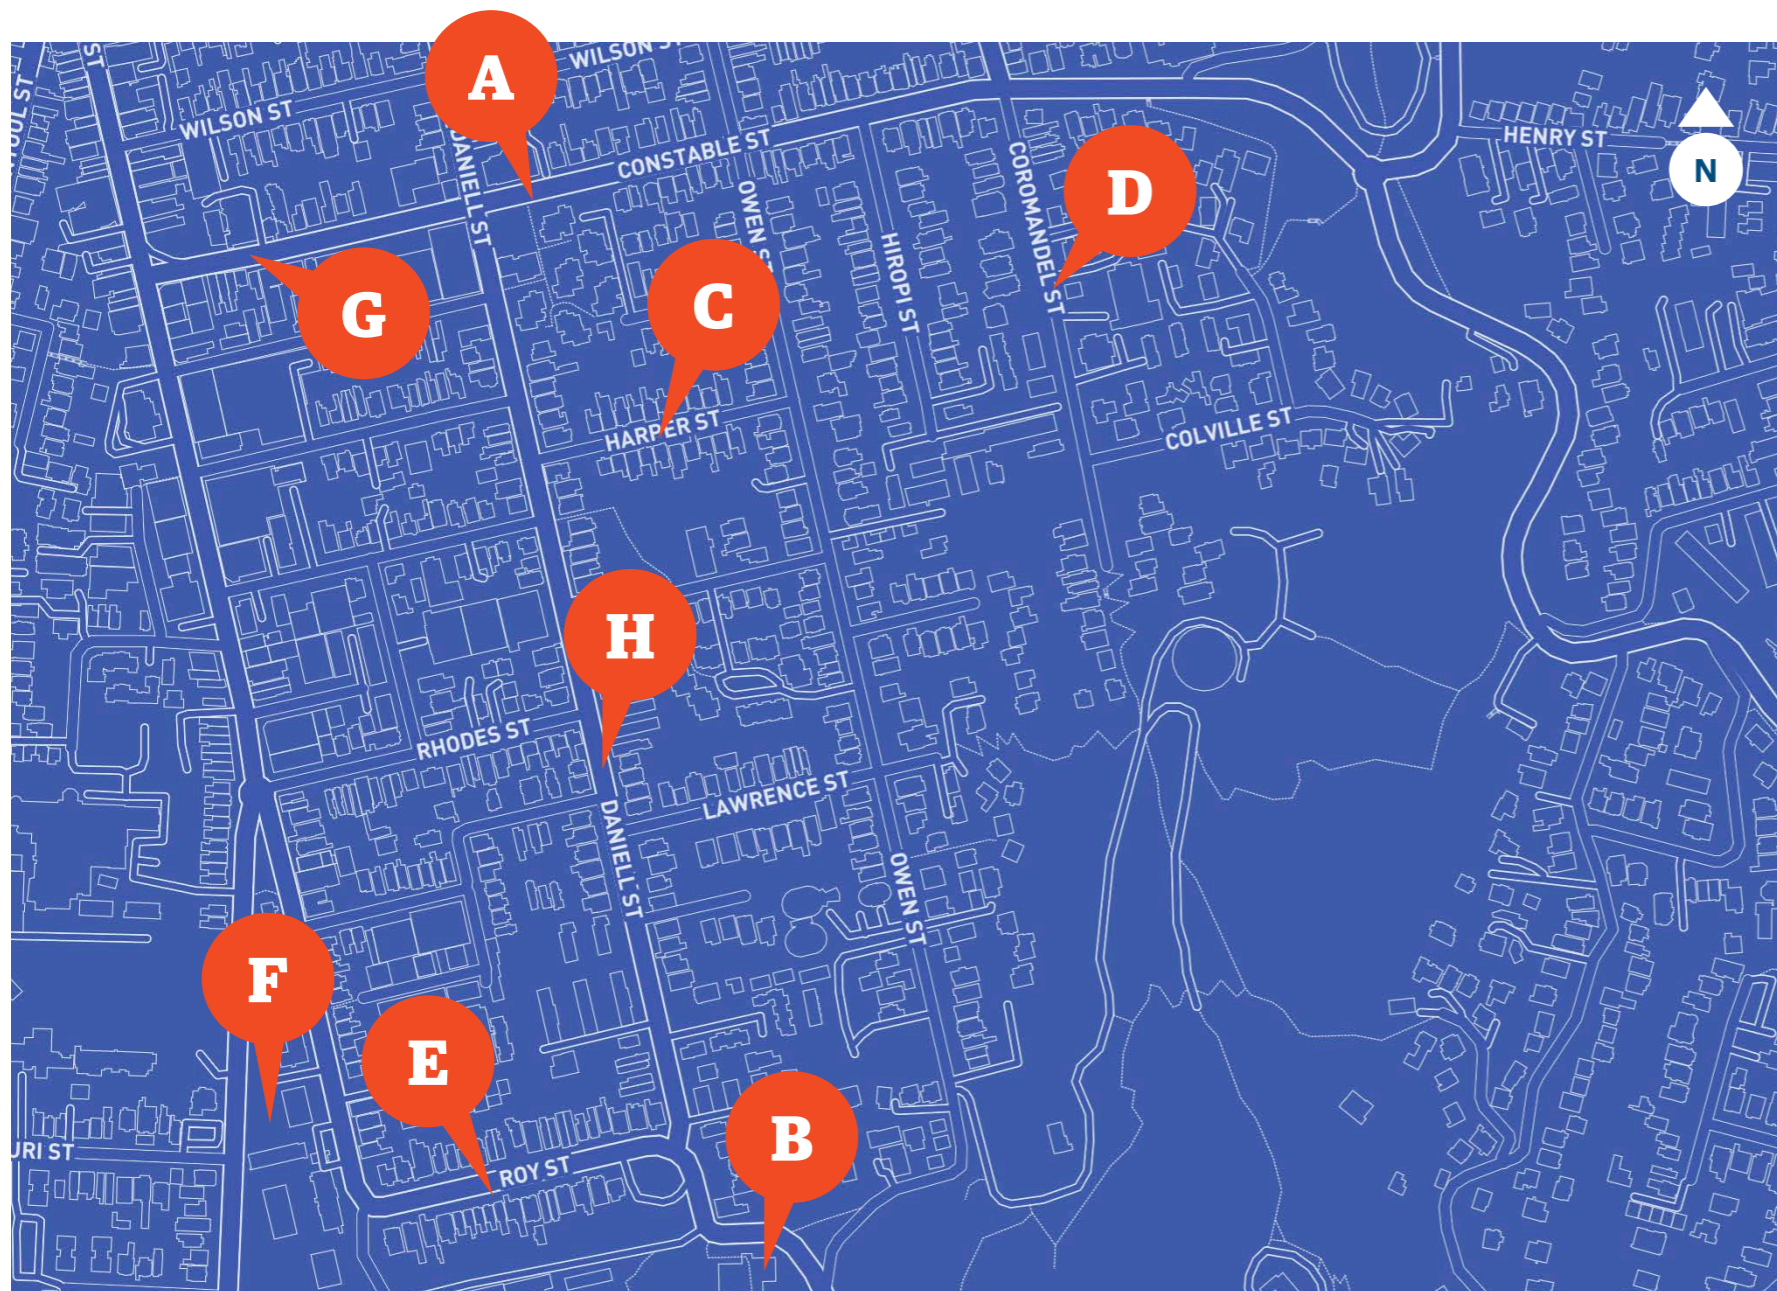 A
WILSON ST
ST
WILSON ST
CONSTABLE ST
DANIELL ST
HENRY ST
N
COROMANDEL ST
D
OWEN ST
HIROPI ST
G
C
HARPER ST
COLVILLE ST
H
RHODES ST
LAWRENCE ST
DANIELL ST
OWEN ST
F
E
B
ROY ST